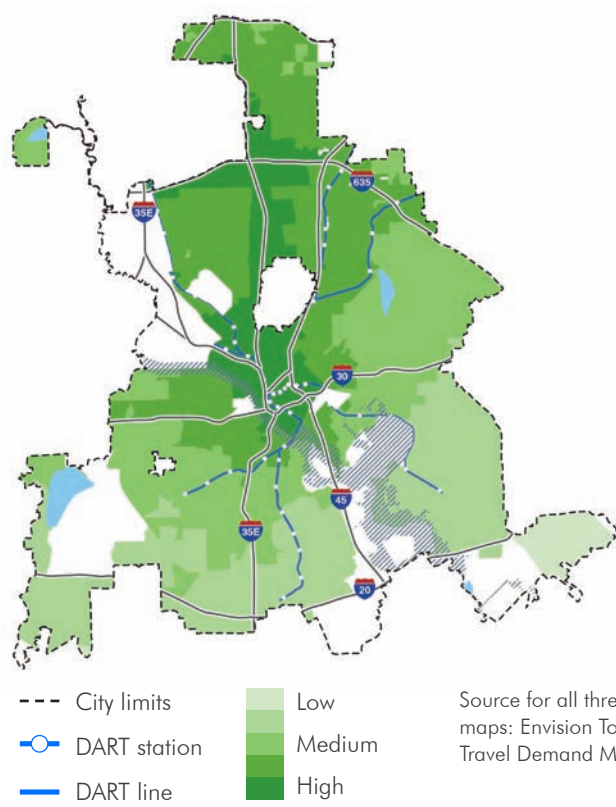 635
35E
30
45
35E
20
City limits
DART station
DART line
Low
Medium
High
Source for all thre
maps: Envision To
Travel Demand M